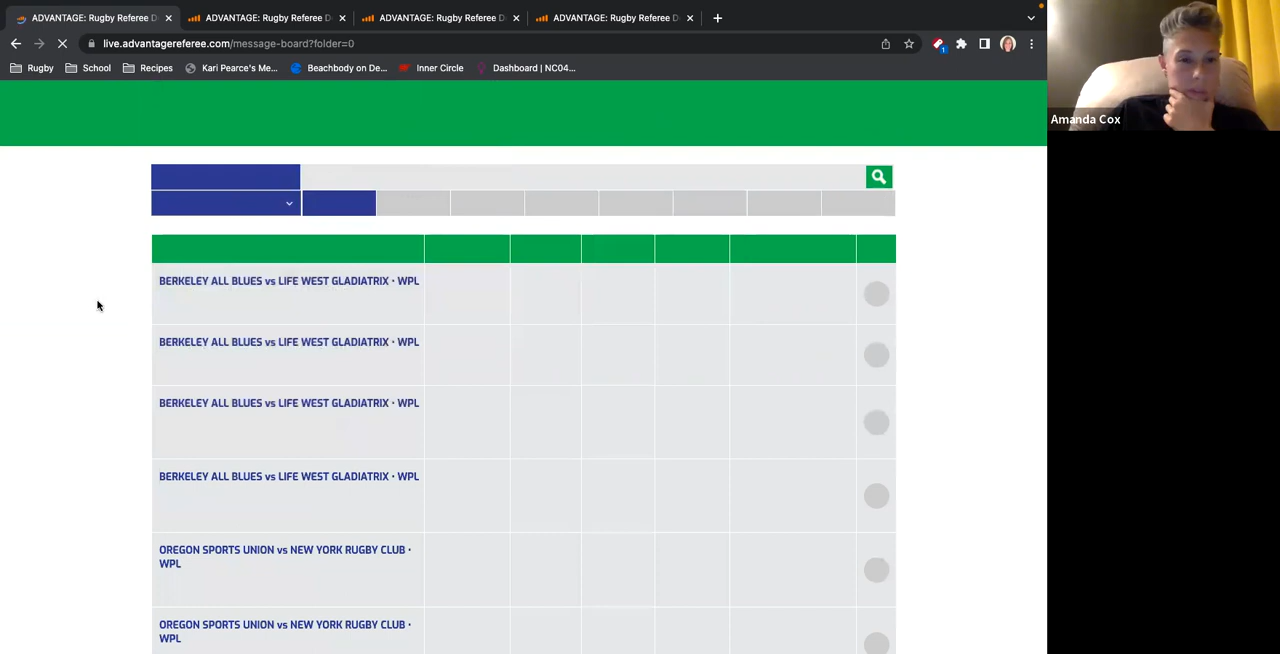 ADVANTAGE: Rugby Referee D
ADVANTAGE: Rugby Referee D
ADVANTAGE: Rugby Referee D
ADVANTAGE: Rugby Referee D
live.advantagereferee.com/message-board?folder=0
1
Rugby
School
Recipes
Kari Pearce's Me...
Beachbody on De...
Inner Circle
Dashboard | NC04...
Amanda Cox
BERKELEY ALL BLUES vs LIFE WEST GLADIATRIX • WPL
BERKELEY ALL BLUES vs LIFE WEST GLADIATRIX • WPL
BERKELEY ALL BLUES vs LIFE WEST GLADIATRIX • WPL
BERKELEY ALL BLUES vs LIFE WEST GLADIATRIX • WPL
OREGON SPORTS UNION vs NEW YORK RUGBY CLUB •
WPL
OREGON SPORTS UNION vs NEW YORK RUGBY CLUB •
WPL